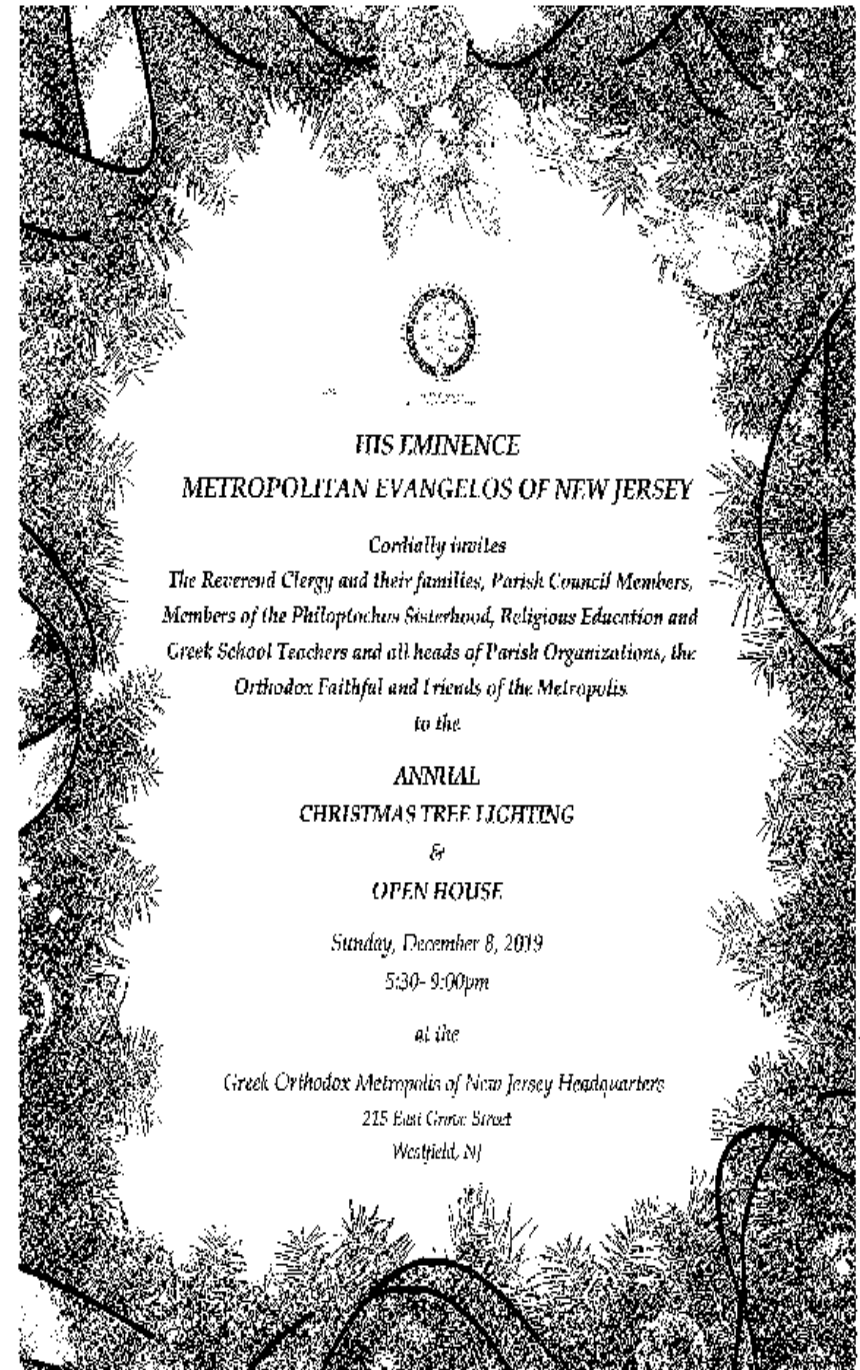 HIS EMINENCE
METROPOLITAN EVANGELOS OF NEW JERSEY
Cordially invites
The Reverend Clergy and their families, Parish Council Members,
Members of the Philoptochus Sisterhood, Religious Education and
Greek School Teachers and all heads of Parish Organizations, the
Orthodox Faithful and Friends of the Metropolis
to the
ANNUAL
CHRISTMAS TREE LIGHTING
&
OPEN HOUSE
Sunday, December 8, 2019
5:30- 9:00pm
at the
Greek Orthodox Metropolis of New Jersey Headquarters
215 East Grove Street
Westfield, NJ